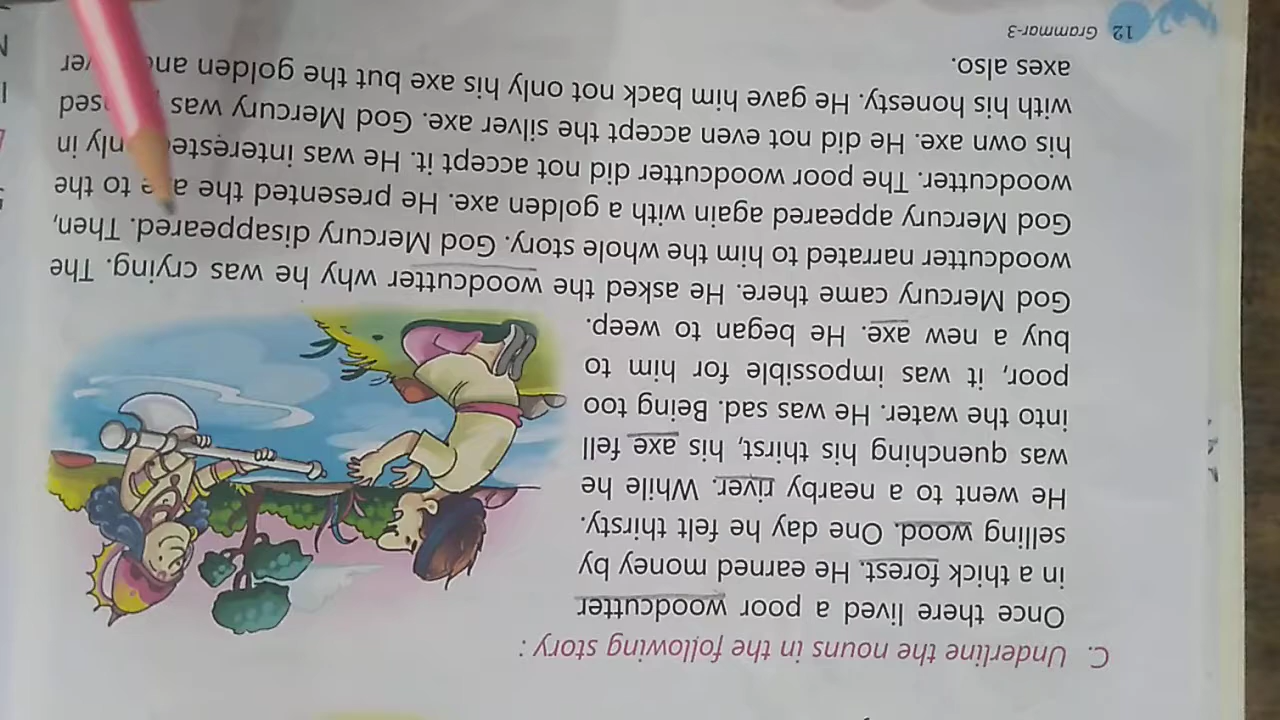 C. Underline the nouns in the following story :
Once there lived a poor woodcutter
in a thick forest. He earned money by
selling wood. One day he felt thirsty.
He went to a nearby river. While he
was quenching his thirst, his axe fell
into the water. He was sad. Being too
poor, it was impossible for him to
buy a new axe. He began to weep.
God Mercury came there. He asked the woodcutter why he was crying. The
woodcutter narrated to him the whole story. God Mercury disappeared. Then,
God Mercury appeared again with a golden axe. He presented the axe to the
woodcutter. The poor woodcutter did not accept it. He was interested only in
his own axe. He did not even accept the silver axe. God Mercury was
with his honesty. He gave him back not only his axe but the golden and
axes also.
12 Grammar-3